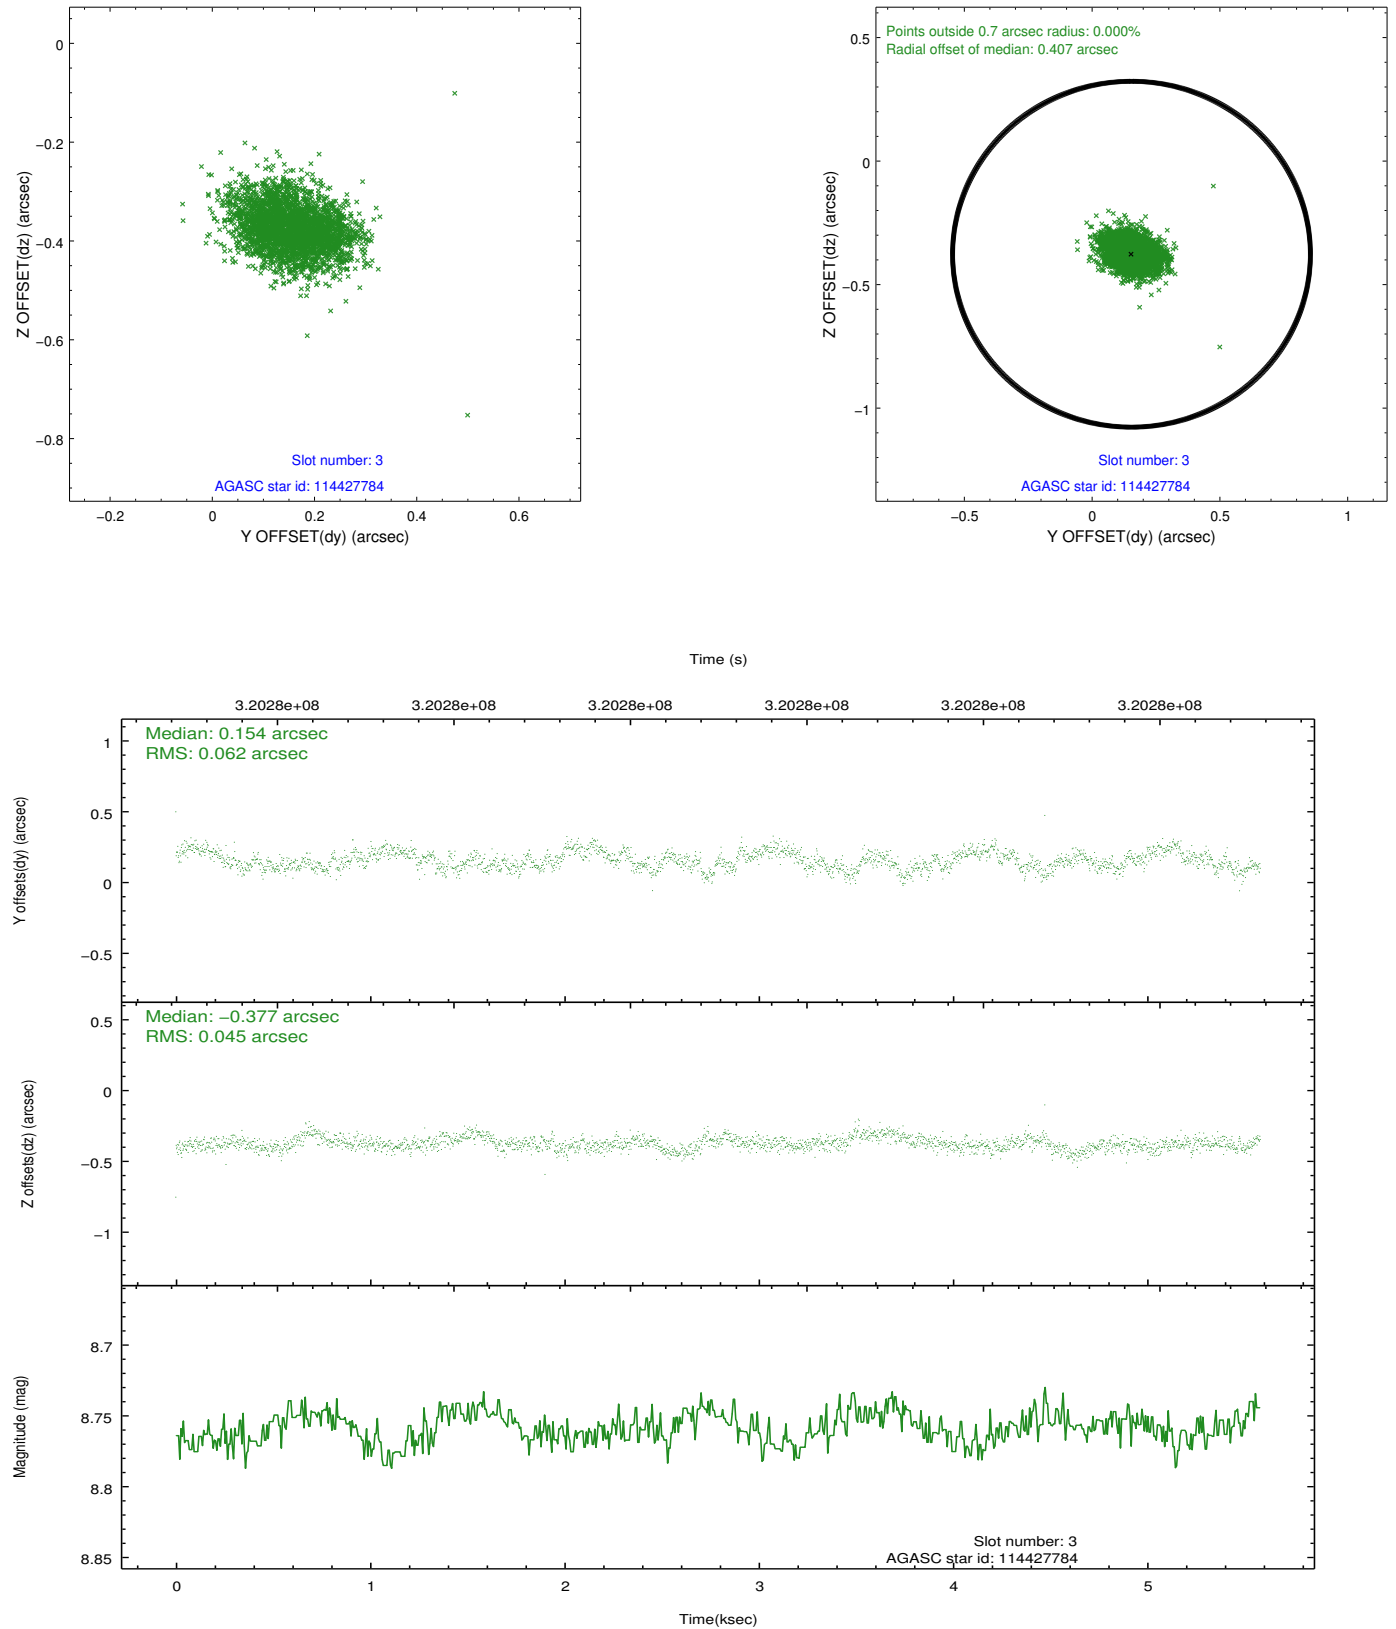 0
−0.2
−0.4
−0.6
−0.8
Z OFFSET(dz) (arcsec)
Slot number: 3
AGASC star id: 114427784
−0.2
0
0.2
0.4
0.6
Y OFFSET(dy) (arcsec)
Points outside 0.7 arcsec radius: 0.000%
Radial offset of median: 0.407 arcsec
0.5
0
−0.5
−1
Z OFFSET(dz) (arcsec)
Slot number: 3
AGASC star id: 114427784
−0.5
0
0.5
1
Y OFFSET(dy) (arcsec)
Time (s)
3.2028e+08
3.2028e+08
3.2028e+08
3.2028e+08
3.2028e+08
3.2028e+08
Median: 0.154 arcsec
RMS: 0.062 arcsec
1
0.5
0
−0.5
Y offsets(dy) (arcsec)
Median: −0.377 arcsec
RMS: 0.045 arcsec
0.5
0
−0.5
−1
Z offsets(dz) (arcsec)
8.7
8.75
8.8
8.85
Magnitude (mag)
Slot number: 3
AGASC star id: 114427784
0
1
2
3
4
5
Time(ksec)